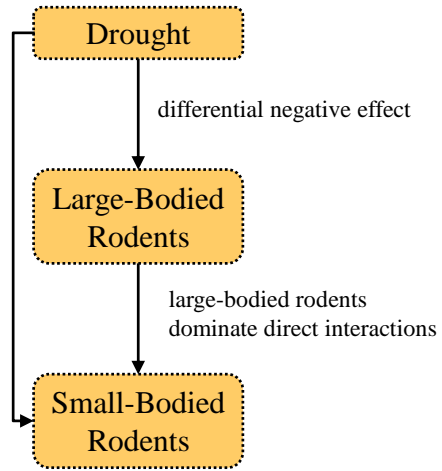 Drought
differential negative effect
Large-Bodied
Rodents
large-bodied rodents
dominate direct interactions
Small-Bodied
Rodents